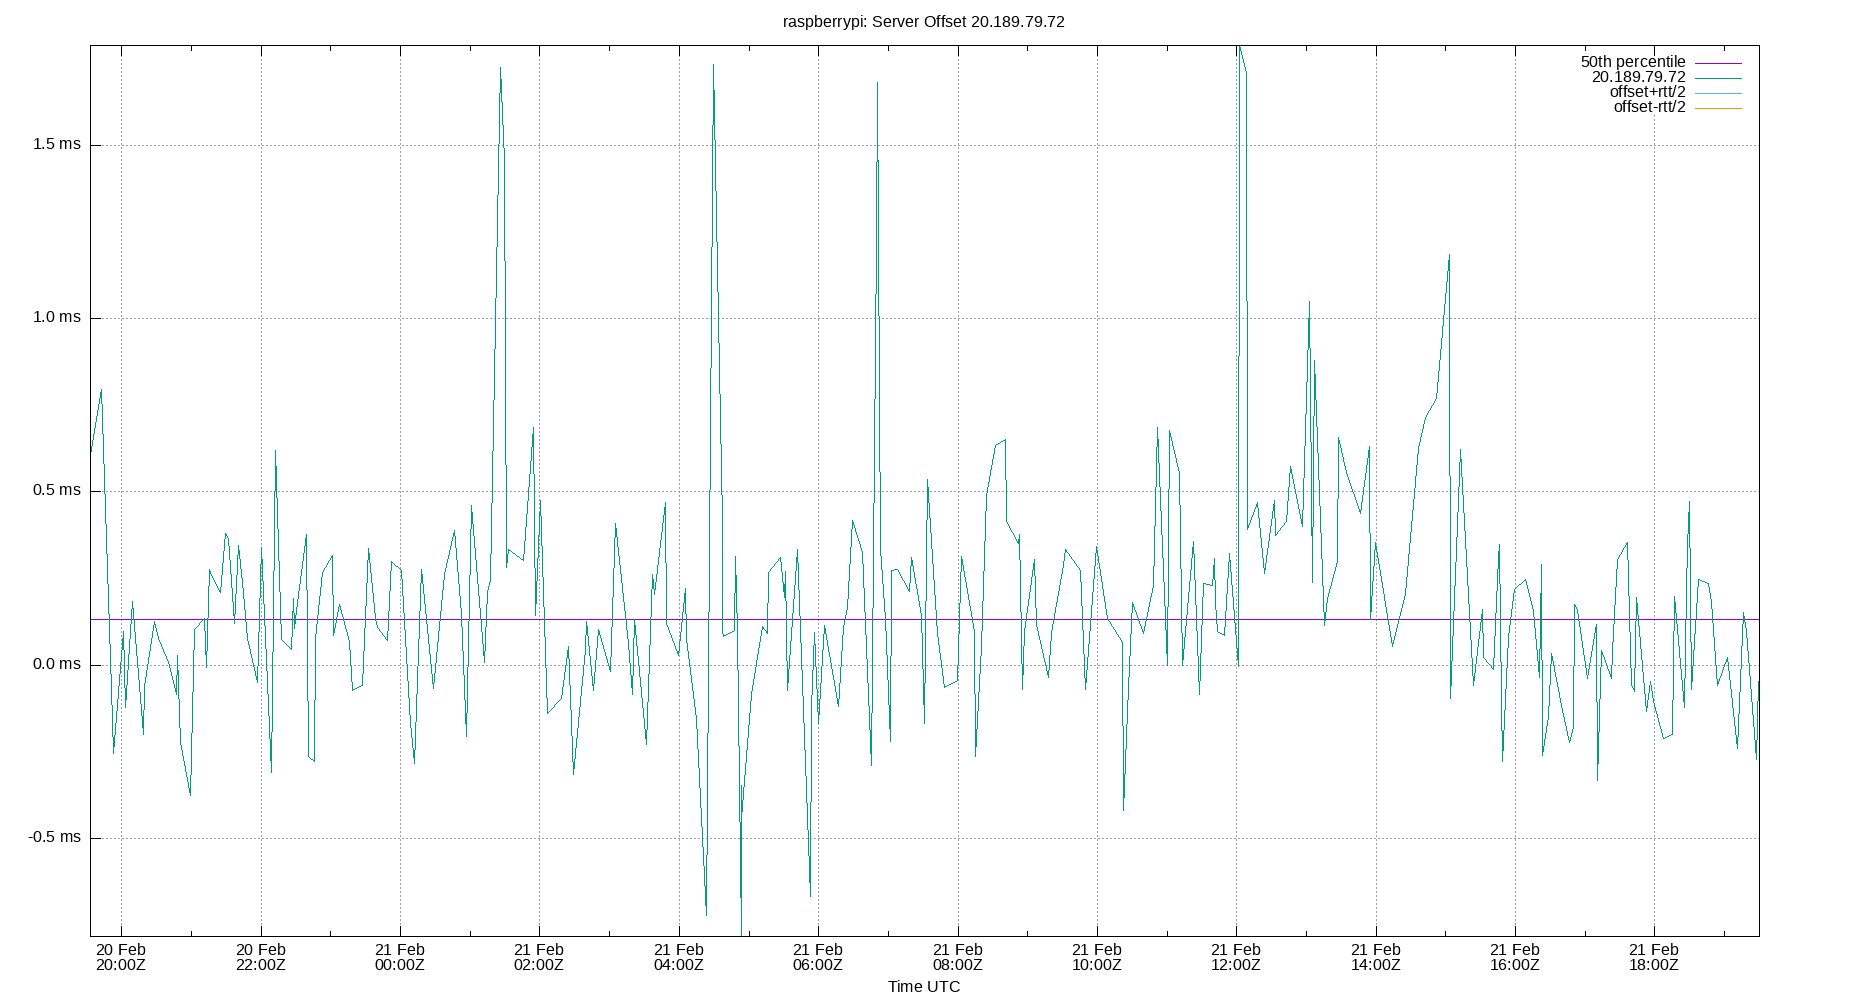 raspberrypi: Server Offset 20.189.79.72
50th percentile
20.189.79.72
offset+rtt/2
offset-rtt/2
1.5 ms
1.0 ms
0.5 ms
0.0 ms
-0.5 ms
20 Feb 20 Feb 21 Feb 21 Feb 21 Feb 21 Feb 21 Feb 21 Feb 21 Feb 21 Feb 21 Feb 21 Feb
20:00Z 22:00Z 00:00Z 02:00Z 04:00Z 06:00Z 08:00Z 10:00Z 12:00Z 14:00Z 16:00Z 18:00Z
Time UTC